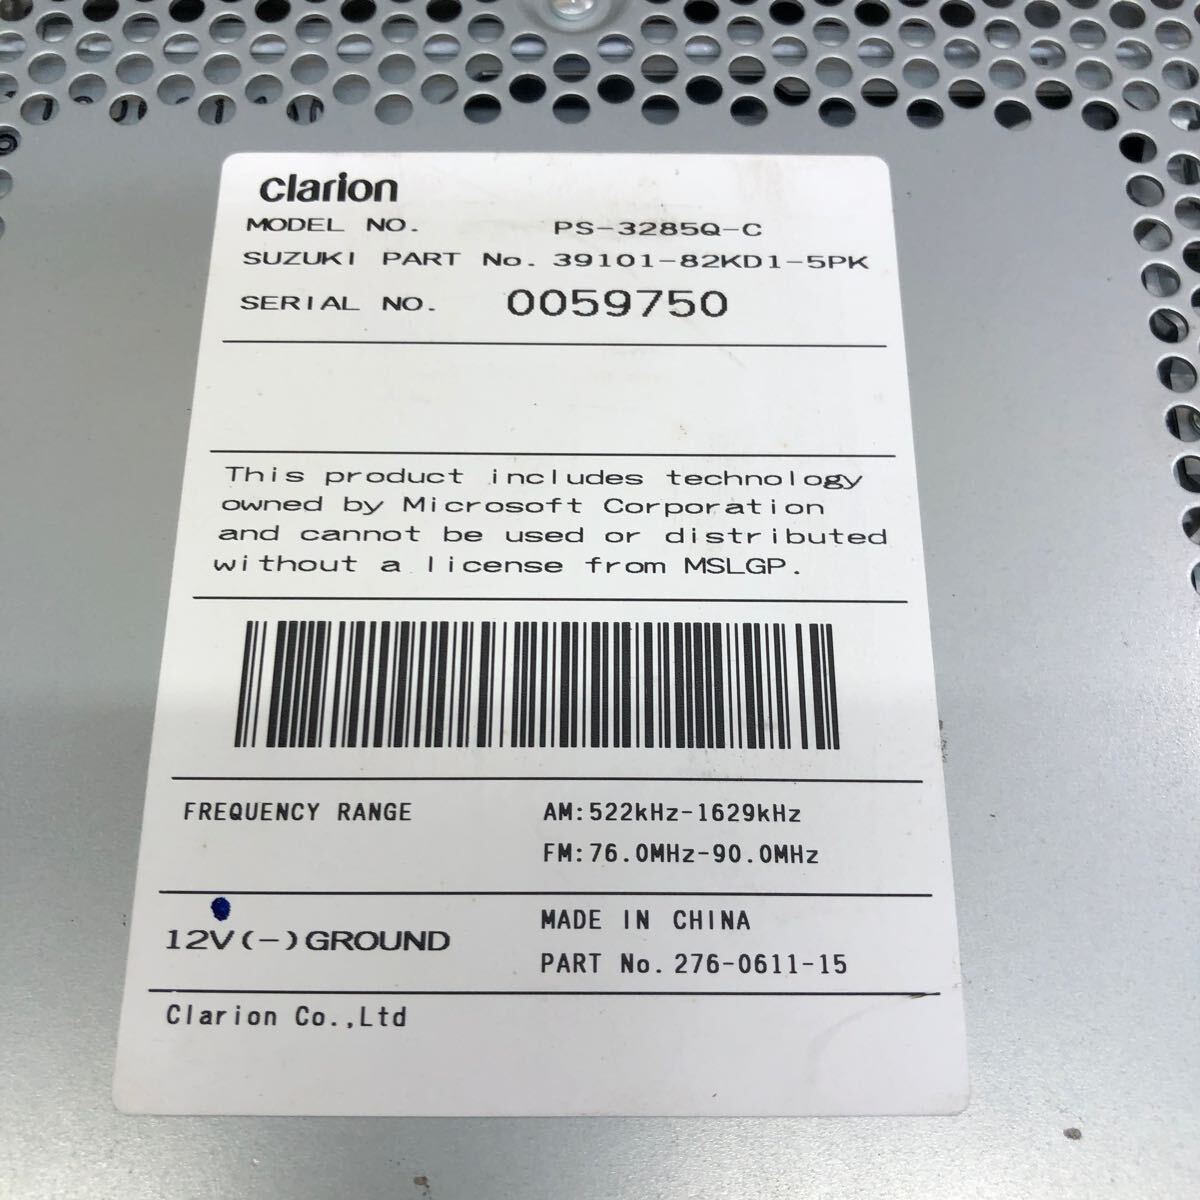 clarion
MODEL NO. PS-3285Q-C
SUZUKI PART No. 39101-82KD1-5PK
SERIAL NO. 0059750
This product includes technology
owned by Microsoft Corporation
and cannot be used or distributed
without a license from MSLGP.
FREQUENCY RANGE AM:522kHz-1629kHz
FM:76.0MHz-90.0MHz
12V(-)GROUND MADE IN CHINA
PART No. 276-0611-15
Clarion Co.,Ltd